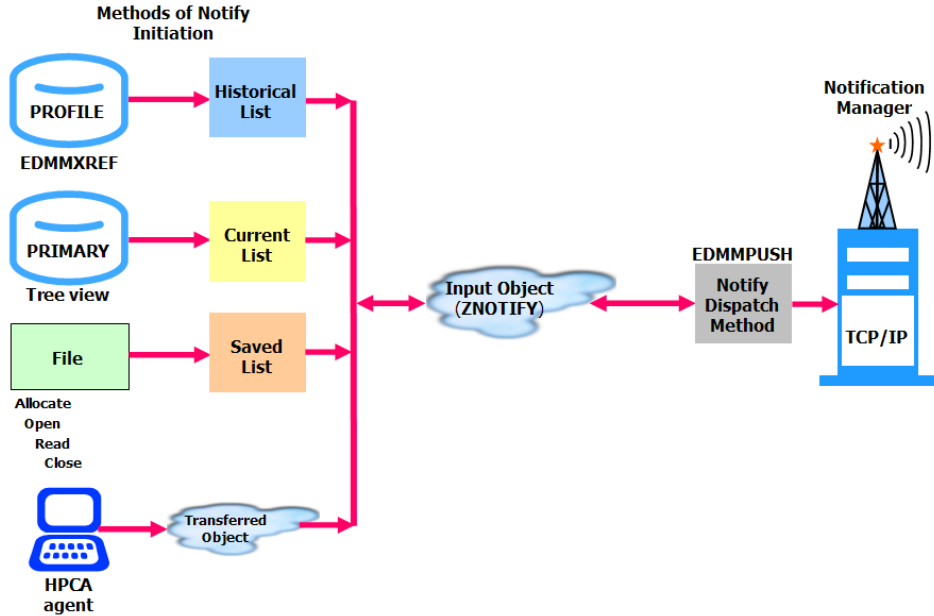 Methods of Notify
Initiation
PROFILE
EDMMXREF
Historical
List
PRIMARY
Tree view
Current
List
File
Allocate
Open
Read
Close
Saved
List
HPCA
agent
Transferred
Object
Input Object
(ZNOTIFY)
EDMMPUSH
Notify
Dispatch
Method
Notification
Manager
TCP/IP